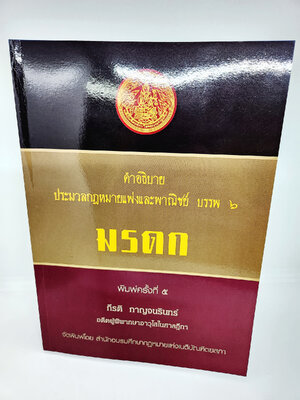 คำอธิบาย
ประมวลกฎหมายแพ่งและพาณิชย์ บรรพ ๖
มรดก
พิมพ์ครั้งที่ ๕
กีรติ กาญจนรินทร์
อดีตผู้พิพากษาอาวุโสในศาลฎีกา
จัดพิมพ์โดย สำนักอบรมศึกษากฎหมายแห่งเนติบัณฑิตยสภา